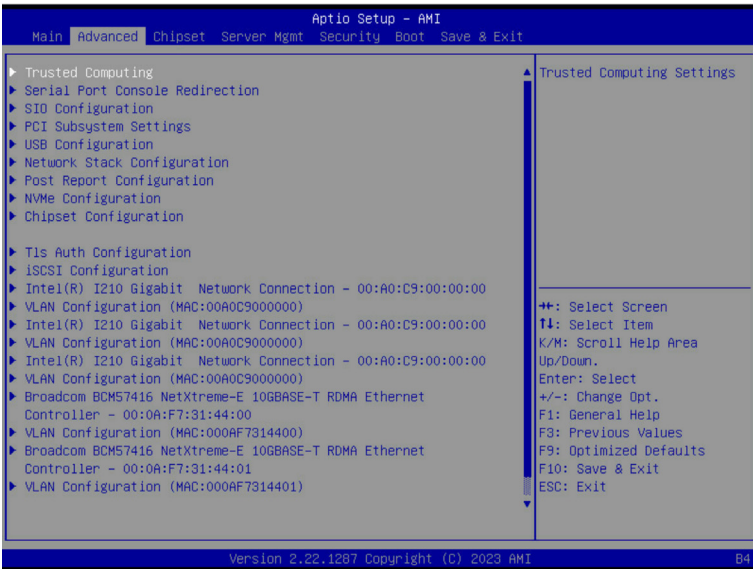 Aptio Setup – AMI
Main Advanced Chipset Server Mgmt Security Boot Save & Exit
Trusted Computing
Serial Port Console Redirection
SIO Configuration
PCI Subsystem Settings
USB Configuration
Network Stack Configuration
Post Report Configuration
NVMe Configuration
Chipset Configuration
Tls Auth Configuration
iSCSI Configuration
Intel(R) I210 Gigabit  Network Connection – 00:A0:C9:00:00:00
VLAN Configuration (MAC:00A0C9000000)
Intel(R) I210 Gigabit  Network Connection – 00:A0:C9:00:00:00
VLAN Configuration (MAC:00A0C9000000)
Intel(R) I210 Gigabit  Network Connection – 00:A0:C9:00:00:00
VLAN Configuration (MAC:00A0C9000000)
Broadcom BCM57416 NetXtreme-E 10GBASE-T RDMA Ethernet
Controller – 00:0A:F7:31:44:00
VLAN Configuration (MAC:000AF7314400)
Broadcom BCM57416 NetXtreme-E 10GBASE-T RDMA Ethernet
Controller – 00:0A:F7:31:44:01
VLAN Configuration (MAC:000AF7314401)
Trusted Computing Settings
→←: Select Screen
↑↓: Select Item
K/M: Scroll Help Area
Up/Down.
Enter: Select
+/-: Change Opt.
F1: General Help
F3: Previous Values
F9: Optimized Defaults
F10: Save & Exit
ESC: Exit
Version 2.22.1287 Copyright (C) 2023 AMI
B4